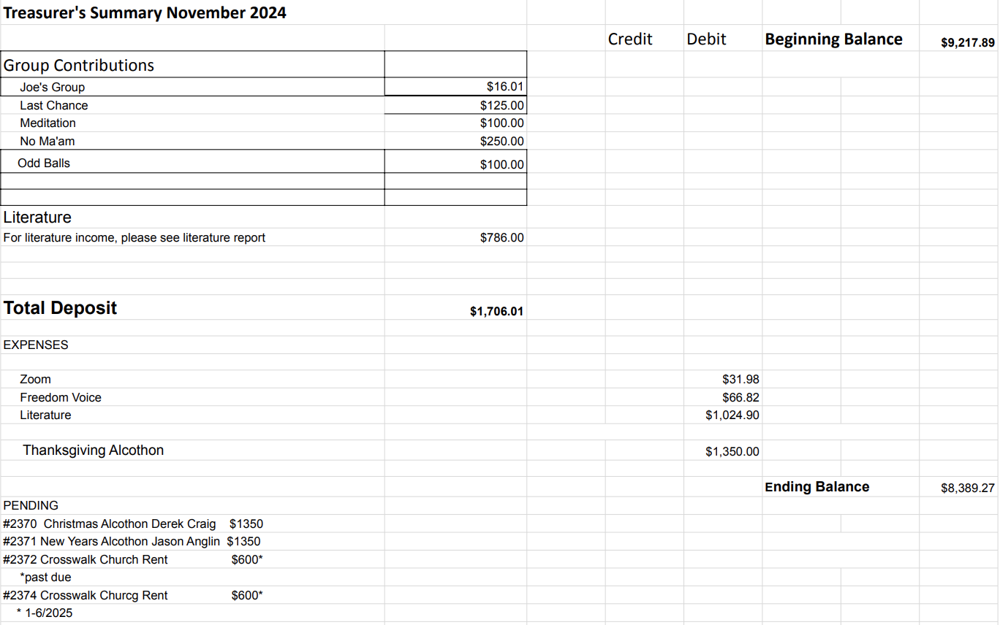 Treasurer's Summary November 2024
Credit Debit Beginning Balance $9,217.89
Group Contributions
Joe's Group $16.01
Last Chance $125.00
Meditation $100.00
No Ma'am $250.00
Odd Balls $100.00
Literature
For literature income, please see literature report $786.00
Total Deposit $1,706.01
EXPENSES
Zoom $31.98
Freedom Voice $66.82
Literature $1,024.90
Thanksgiving Alcothon $1,350.00
Ending Balance $8,389.27
PENDING
#2370 Christmas Alcothon Derek Craig $1350
#2371 New Years Alcothon Jason Anglin $1350
#2372 Crosswalk Church Rent $600*
*past due
#2374 Crosswalk Churcg Rent $600*
* 1-6/2025